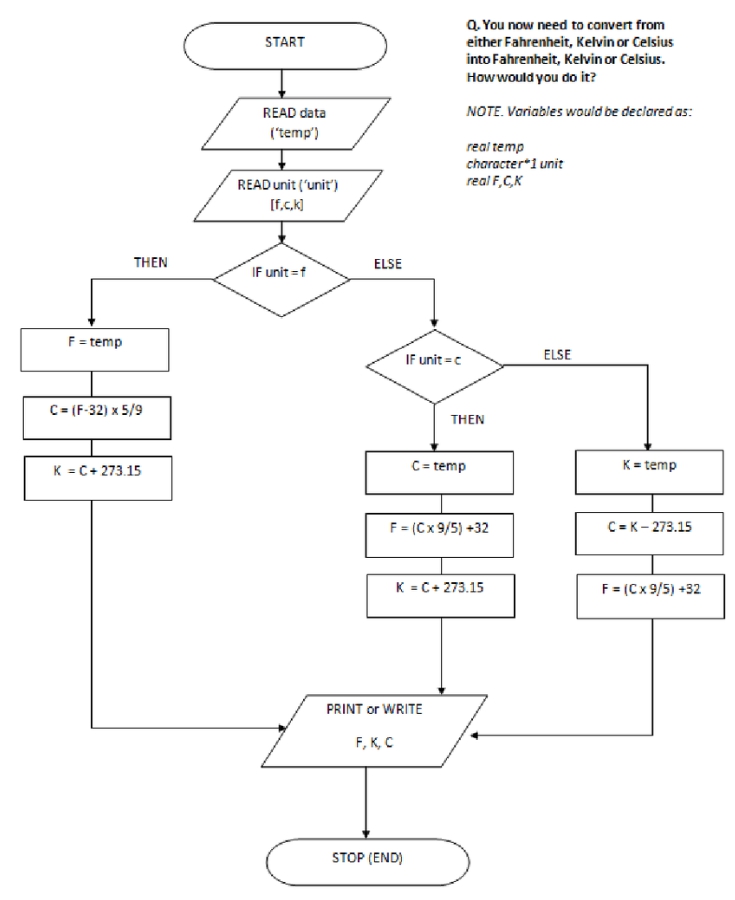 START
Q. You now need to convert from
either Fahrenheit, Kelvin or Celsius
into Fahrenheit, Kelvin or Celsius.
How would you do it?
NOTE. Variables would be declared as:
real temp
character*1 unit
real F,C,K
READ data
(‘temp’)
READ unit (‘unit’)
[f,c,k]
IF unit = f
THEN
ELSE
F = temp
C = (F-32) x 5/9
K = C + 273.15
IF unit = c
ELSE
THEN
C = temp
F = (C x 9/5) +32
K = C + 273.15
K = temp
C = K – 273.15
F = (C x 9/5) +32
PRINT or WRITE
F, K, C
STOP (END)